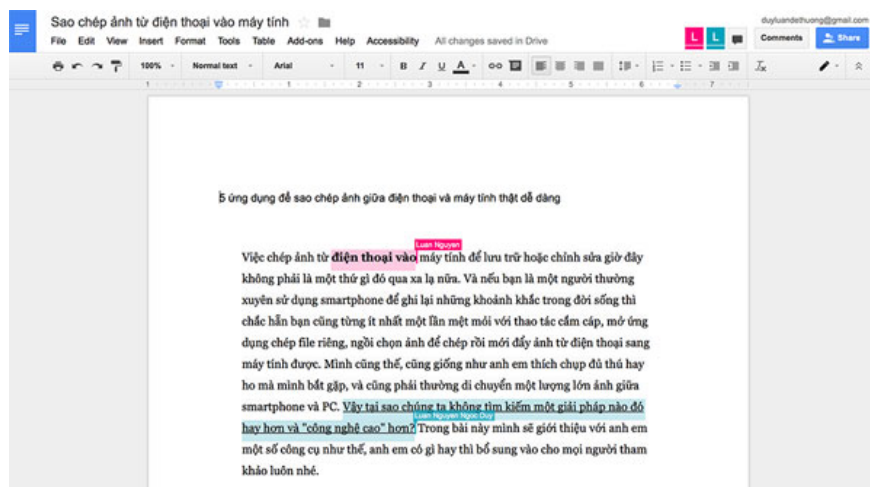 Sao chép ảnh từ điện thoại vào máy tính
duyluandethuong@gmail.com
File Edit View Insert Format Tools Table Add-ons Help Accessibility All changes saved in Drive
L L Comments Share
100% Normal text Arial 11 B I U A
1 1 2 3 4 5 6 7
5 ứng dụng để sao chép ảnh giữa điện thoại và máy tính thật dễ dàng
Luan Nguyen
Việc chép ảnh từ điện thoại vào máy tính để lưu trữ hoặc chỉnh sửa giờ đây
không phải là một thứ gì đó qua xa lạ nữa. Và nếu bạn là một người thường
xuyên sử dụng smartphone để ghi lại những khoảnh khắc trong đời sống thì
chắc hẳn bạn cũng từng ít nhất một lần mệt mỏi với thao tác cắm cáp, mở ứng
dụng chép file riêng, ngồi chọn ảnh để chép rồi mới đẩy ảnh từ điện thoại sang
máy tính được. Mình cũng thế, cũng giống như anh em thích chụp đủ thú hay
ho mà mình bắt gặp, và cũng phải thường di chuyển một lượng lớn ảnh giữa
smartphone và PC. Vậy tại sao chúng ta không tìm kiếm một giải pháp nào đó
Luan Nguyen Ngoc Duy
hay hơn và "công nghệ cao" hơn? Trong bài này mình sẽ giới thiệu với anh em
một số công cụ như thế, anh em có gì hay thì bổ sung vào cho mọi người tham
khảo luôn nhé.